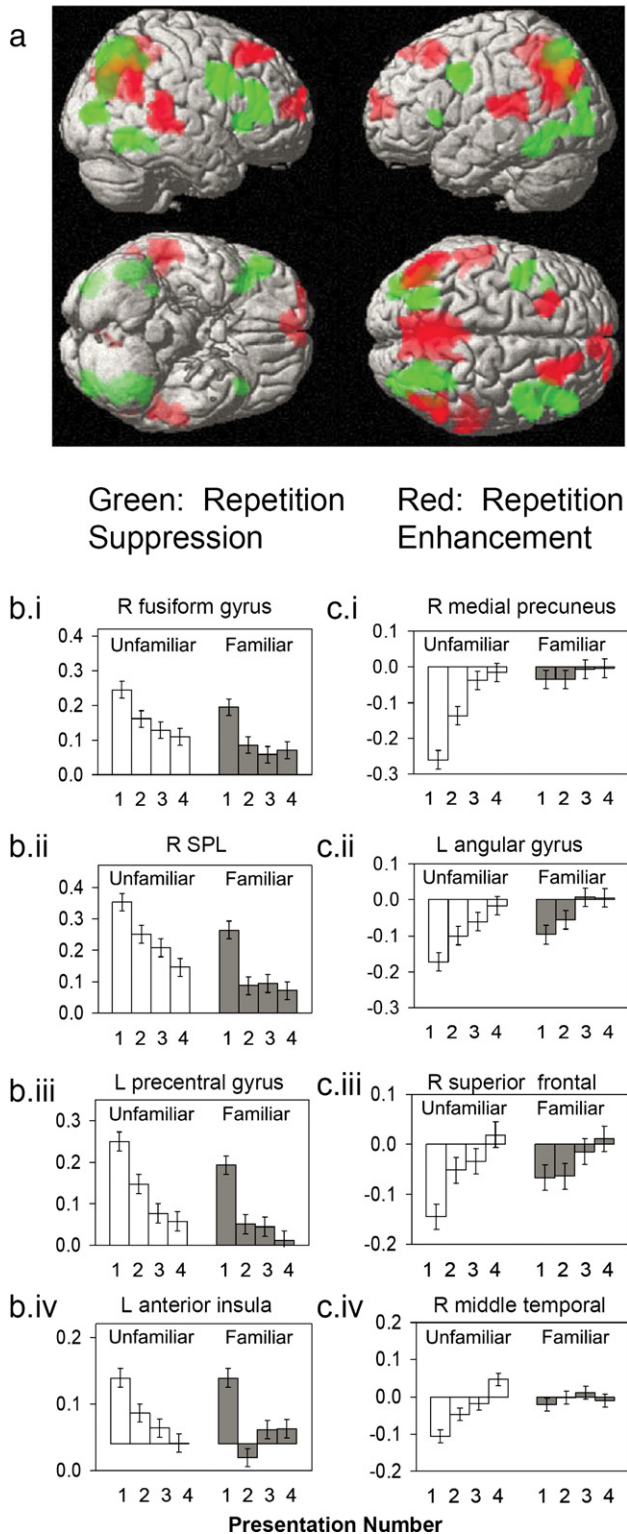 a
Green: Repetition Suppression
Red: Repetition Enhancement
b.i
R fusiform gyrus
Unfamiliar Familiar
0.4
0.3
0.2
0.1
0.0
1 2 3 4 1 2 3 4
c.i
R medial precuneus
Unfamiliar Familiar
0.1
0.0
-0.1
-0.2
-0.3
1 2 3 4 1 2 3 4
b.ii
R SPL
Unfamiliar Familiar
0.4
0.3
0.2
0.1
0.0
1 2 3 4 1 2 3 4
c.ii
L angular gyrus
Unfamiliar Familiar
0.1
0.0
-0.1
-0.2
-0.3
1 2 3 4 1 2 3 4
b.iii
L precentral gyrus
Unfamiliar Familiar
0.3
0.2
0.1
0.0
1 2 3 4 1 2 3 4
c.iii
R superior frontal
Unfamiliar Familiar
0.1
0.0
-0.1
-0.2
1 2 3 4 1 2 3 4
b.iv
L anterior insula
Unfamiliar Familiar
0.2
0.1
0.0
1 2 3 4 1 2 3 4
c.iv
R middle temporal
Unfamiliar Familiar
0.2
0.1
0.0
-0.1
-0.2
1 2 3 4 1 2 3 4
Presentation Number